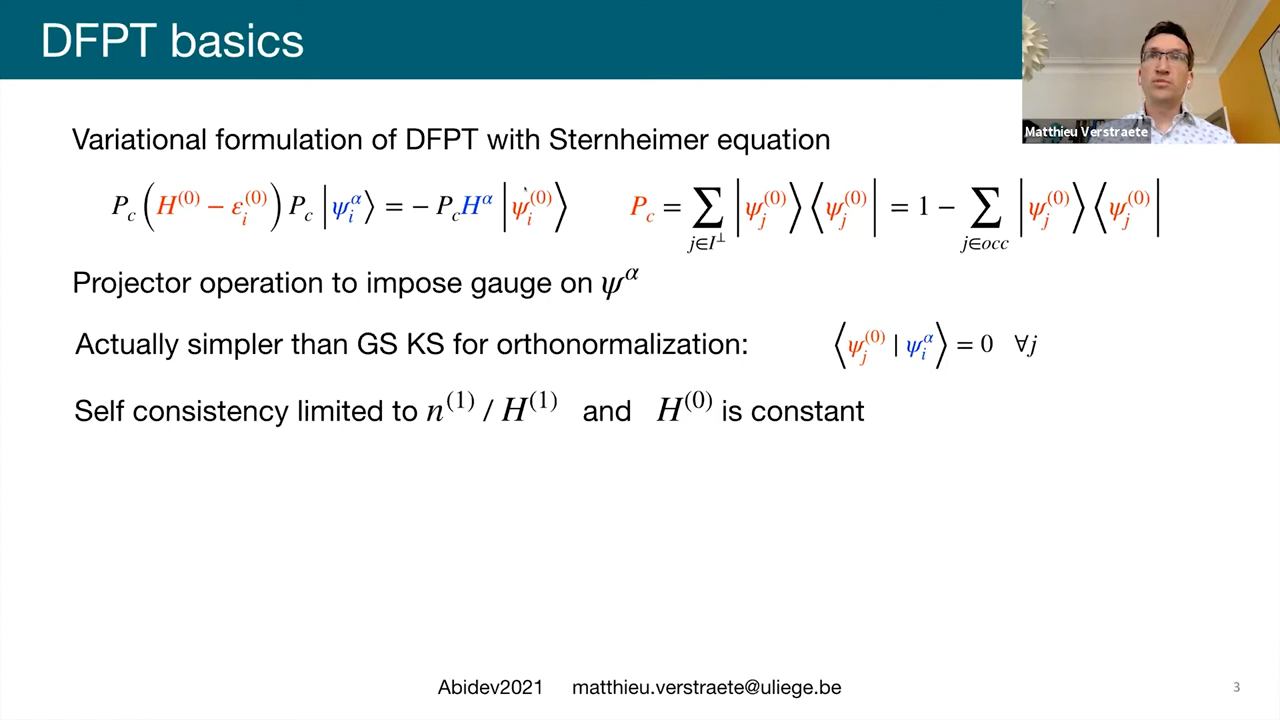 DFPT basics
Matthieu Verstraete
Variational formulation of DFPT with Sternheimer equation
P_c (H^{(0)} − ε_i^{(0)}) P_c |ψ_i^α⟩ = − P_c H^α |ψ_i^{(0)}⟩    P_c = ∑_{j∈I^⊥} |ψ_j^{(0)}⟩⟨ψ_j^{(0)}| = 1 − ∑_{j∈occ} |ψ_j^{(0)}⟩⟨ψ_j^{(0)}|
Projector operation to impose gauge on ψ^α
Actually simpler than GS KS for orthonormalization: ⟨ψ_j^{(0)} | ψ_i^α⟩ = 0 ∀j
Self consistency limited to n^{(1)} / H^{(1)} and H^{(0)} is constant
Abidev2021 matthieu.verstraete@uliege.be
3